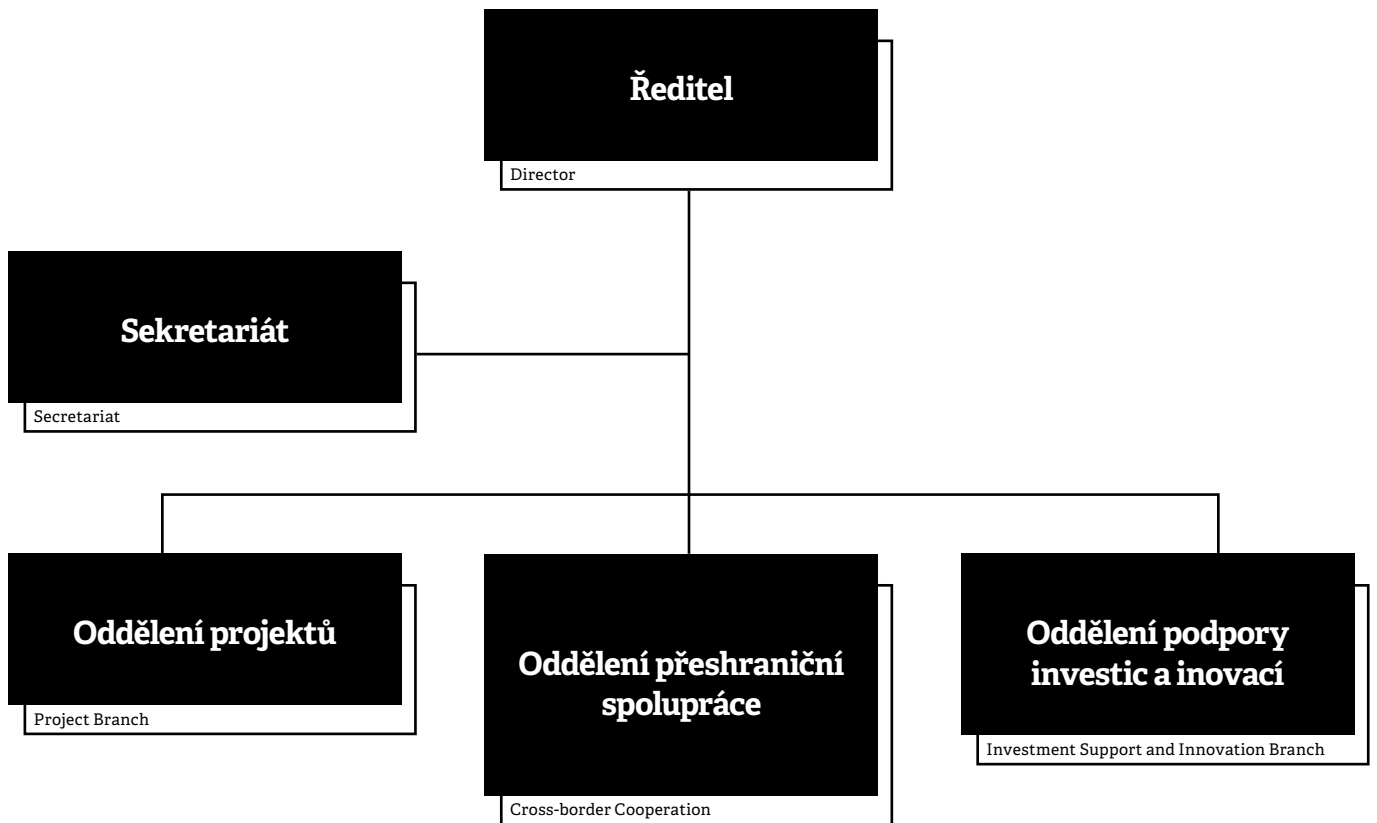 Ředitel
Director
Sekretariát
Secretariat
Oddělení projektů
Project Branch
Oddělení přeshraniční
spolupráce
Cross-border Cooperation
Oddělení podpory
investic a inovací
Investment Support and Innovation Branch